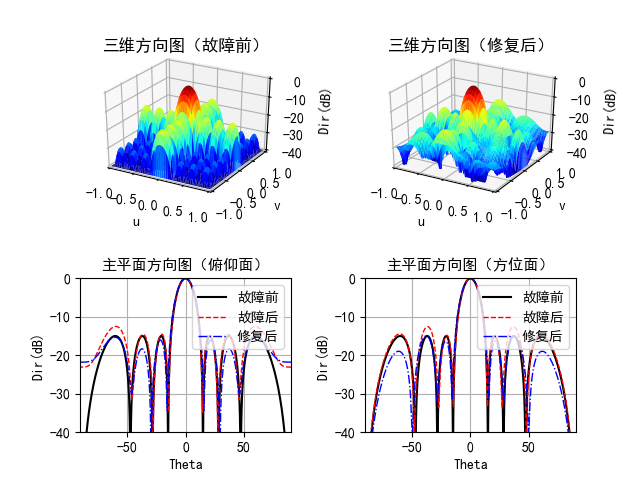 三维方向图（故障前）
0
−10
−20
−30
−40
Dir(dB)
−1.0
−0.5
0.0
0.5
1.0
u
−1.0
−0.5
0.0
0.5
1.0
v
三维方向图（修复后）
0
−10
−20
−30
−40
Dir(dB)
−1.0
−0.5
0.0
0.5
1.0
u
−1.0
−0.5
0.0
0.5
1.0
v
主平面方向图（俯仰面）
0
−10
−20
−30
−40
Dir(dB)
故障前
故障后
修复后
−50
0
50
Theta
主平面方向图（方位面）
0
−10
−20
−30
−40
Dir(dB)
故障前
故障后
修复后
−50
0
50
Theta